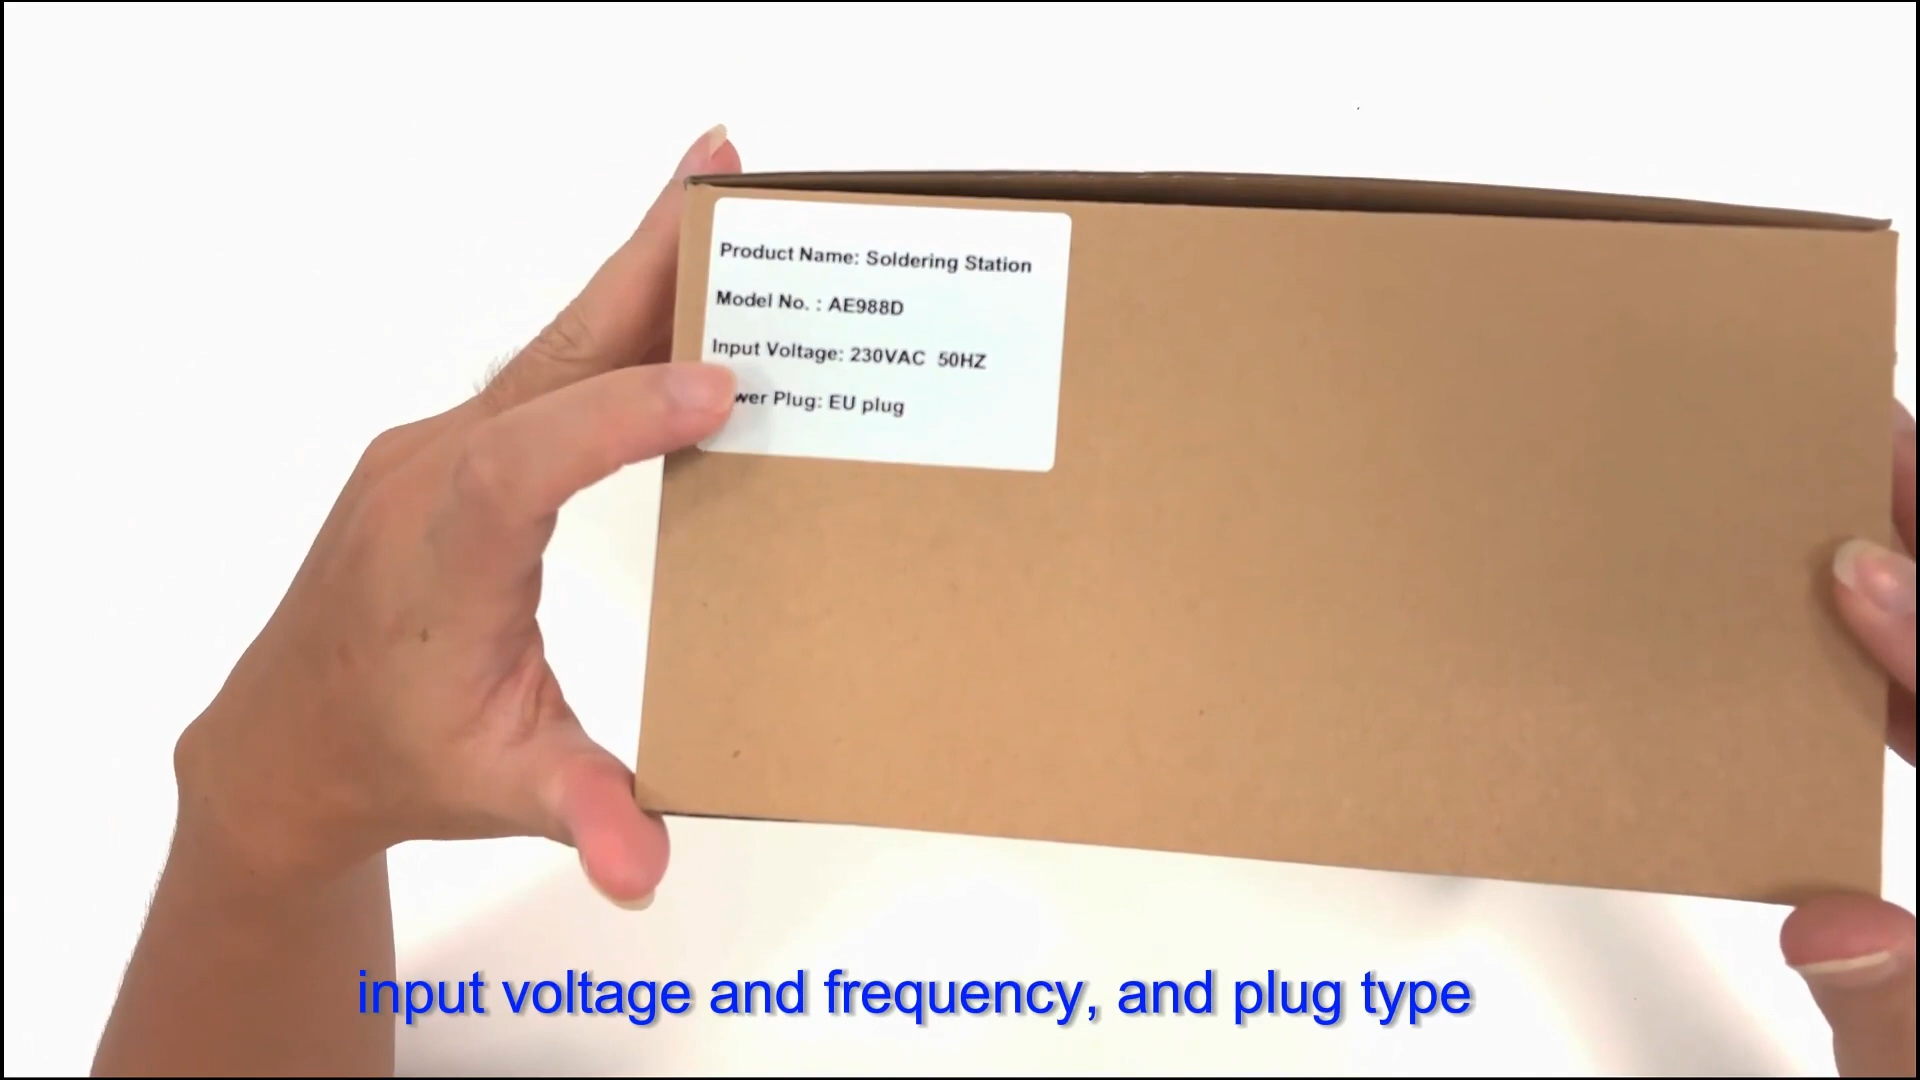 Product Name: Soldering Station
Model No. : AE988D
Input Voltage: 230VAC 50HZ
wer Plug: EU plug
input voltage and frequency, and plug type